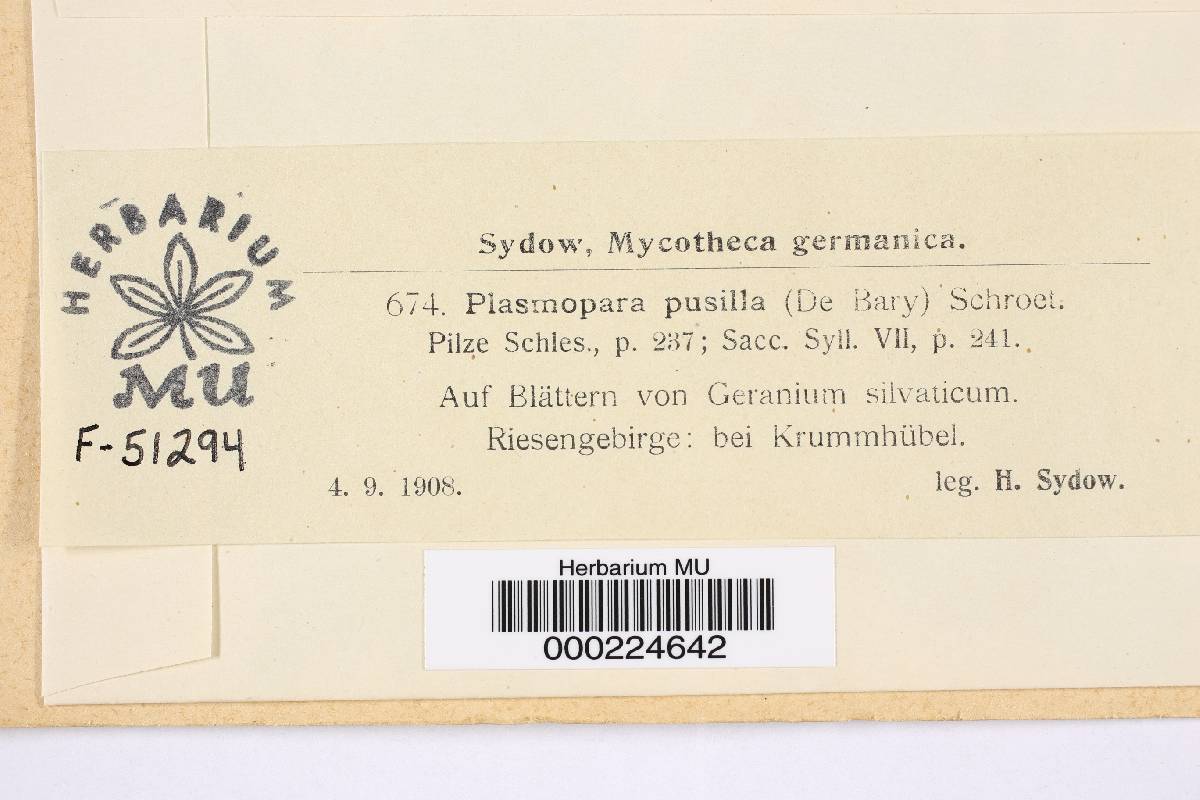 HERBARIUM
MU
F-51294
Sydow, Mycotheca germanica.
674. Plasmopara pusilla (De Bary) Schroet.
Pilze Schles., p. 237; Sacc. Syll. VII, p. 241.
Auf Blättern von Geranium silvaticum.
Riesengebirge: bei Krummhübel.
4. 9. 1908. leg. H. Sydow.
Herbarium MU
000224642